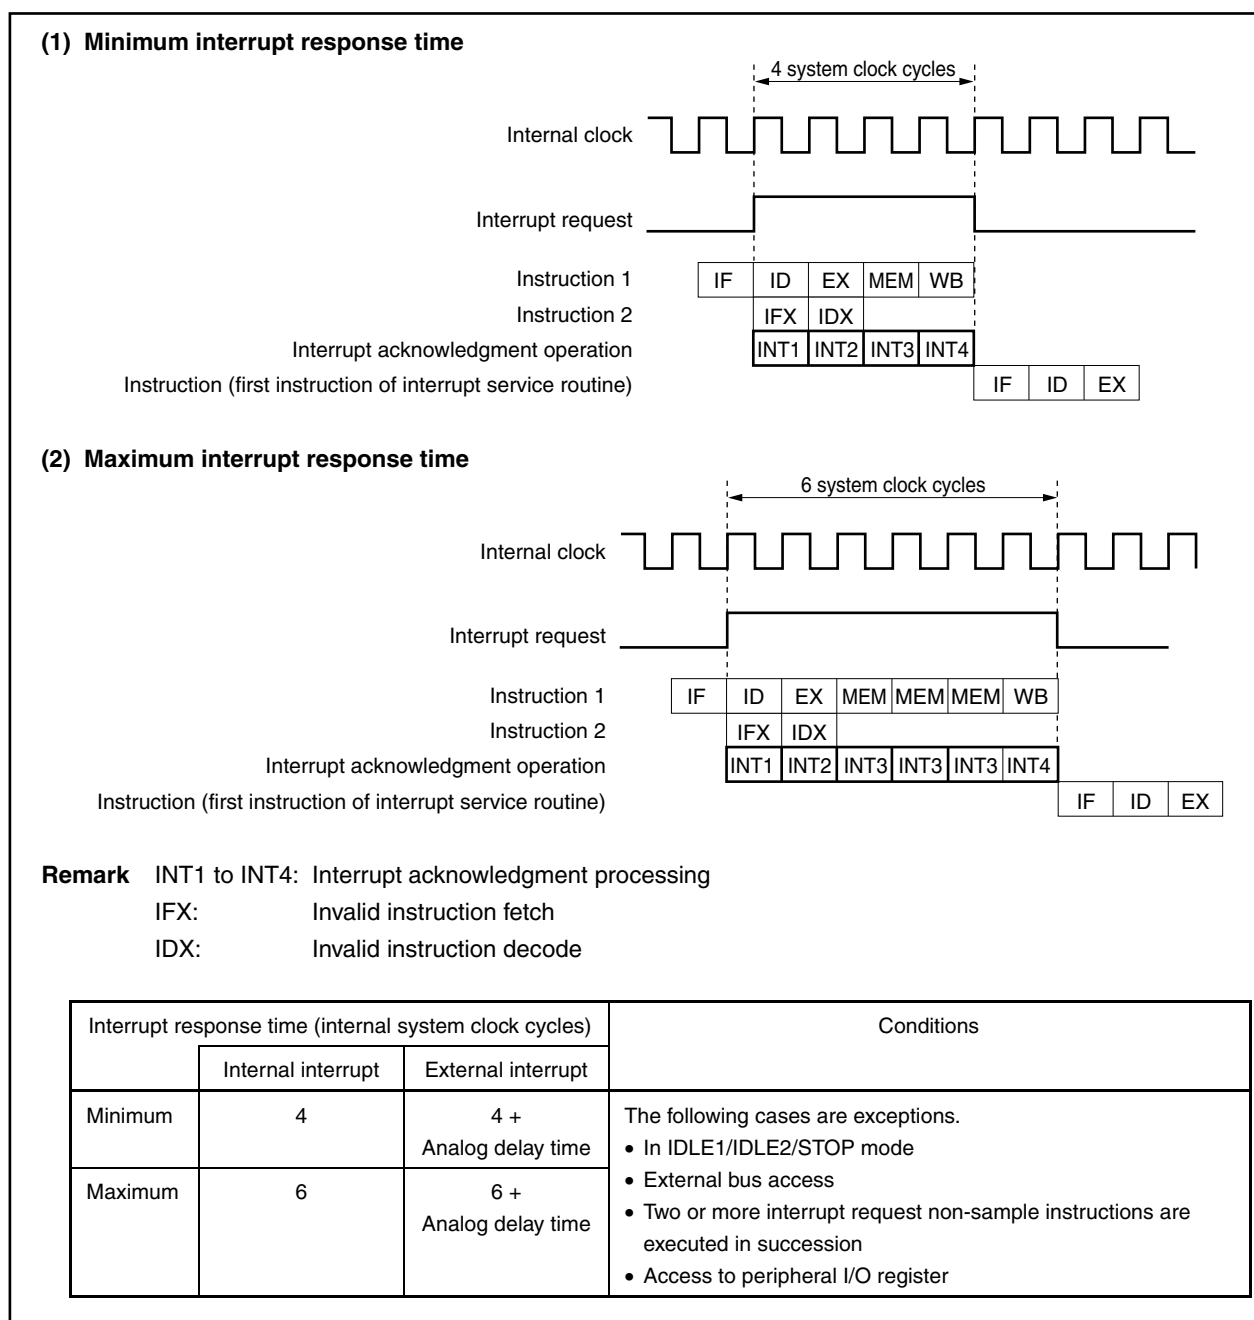 (1) Minimum interrupt response time
4 system clock cycles
Internal clock
Interrupt request
Instruction 1 IF ID EX MEM WB
Instruction 2 IFX IDX
Interrupt acknowledgment operation INT1 INT2 INT3 INT4
Instruction (first instruction of interrupt service routine) IF ID EX
(2) Maximum interrupt response time
6 system clock cycles
Internal clock
Interrupt request
Instruction 1 IF ID EX MEM MEM MEM WB
Instruction 2 IFX IDX
Interrupt acknowledgment operation INT1 INT2 INT3 INT3 INT3 INT4
Instruction (first instruction of interrupt service routine) IF ID EX
Remark INT1 to INT4: Interrupt acknowledgment processing
IFX: Invalid instruction fetch
IDX: Invalid instruction decode
Interrupt response time (internal system clock cycles) Conditions
Internal interrupt External interrupt
Minimum 4 4 +
Analog delay time
Maximum 6 6 +
Analog delay time
The following cases are exceptions.
• In IDLE1/IDLE2/STOP mode
• External bus access
• Two or more interrupt request non-sample instructions are
executed in succession
• Access to peripheral I/O register